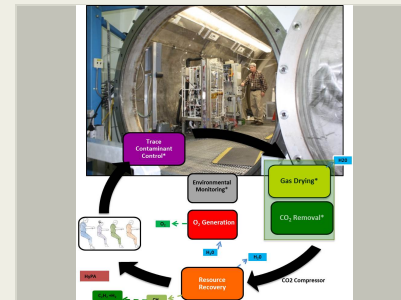 Trace
Contaminant
Control*
H2O
Environmental
Monitoring*
Gas Drying*
O₂
O₂ Generation
CO₂ Removal*
H₂O
H₂O
HyPA
Resource
Recovery
CO2 Compressor